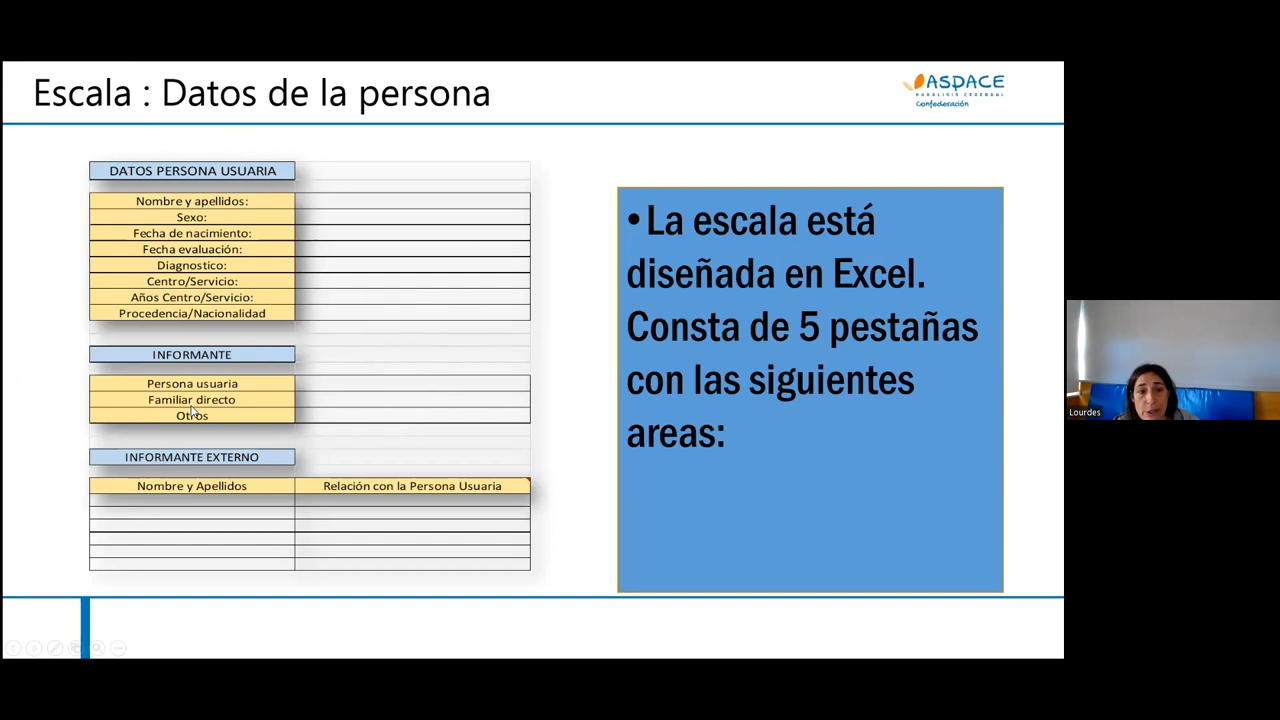 Escala : Datos de la persona
ASPACE
PARÁLISIS CEREBRAL
Confederación
DATOS PERSONA USUARIA
Nombre y apellidos:
Sexo:
Fecha de nacimiento:
Fecha evaluación:
Diagnostico:
Centro/Servicio:
Años Centro/Servicio:
Procedencia/Nacionalidad
INFORMANTE
Persona usuaria
Familiar directo
Otros
INFORMANTE EXTERNO
Nombre y Apellidos Relación con la Persona Usuaria
•La escala está
diseñada en Excel.
Consta de 5 pestañas
con las siguientes
areas:
Lourdes